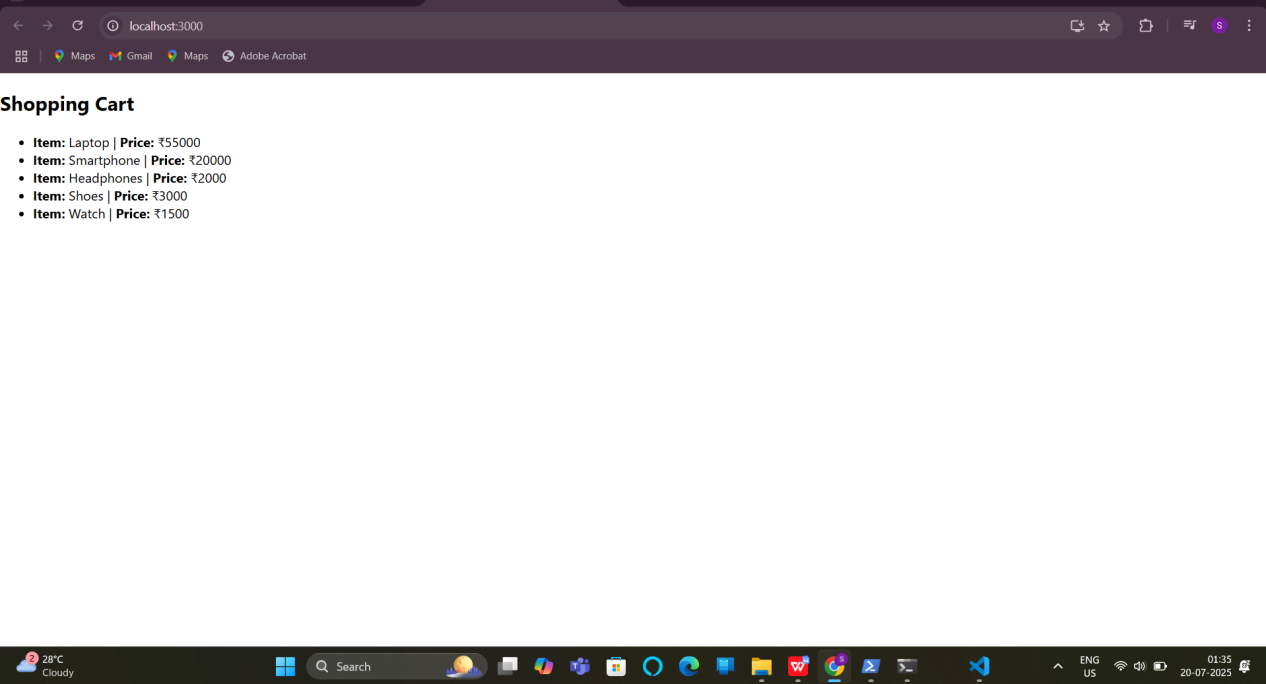 localhost:3000
S
Maps
Gmail
Maps
Adobe Acrobat
Shopping Cart
• Item: Laptop | Price: ₹55000
• Item: Smartphone | Price: ₹20000
• Item: Headphones | Price: ₹2000
• Item: Shoes | Price: ₹3000
• Item: Watch | Price: ₹1500
2
28°C
Cloudy
Search
W
S
ENG
US
01:35
20-07-2025